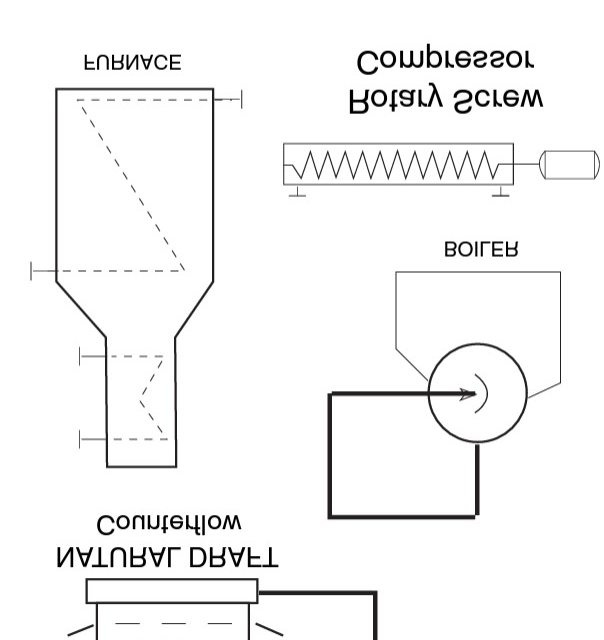 NATURAL DRAFT
Counterflow
BOILER
Rotary Screw
Compressor
FURNACE